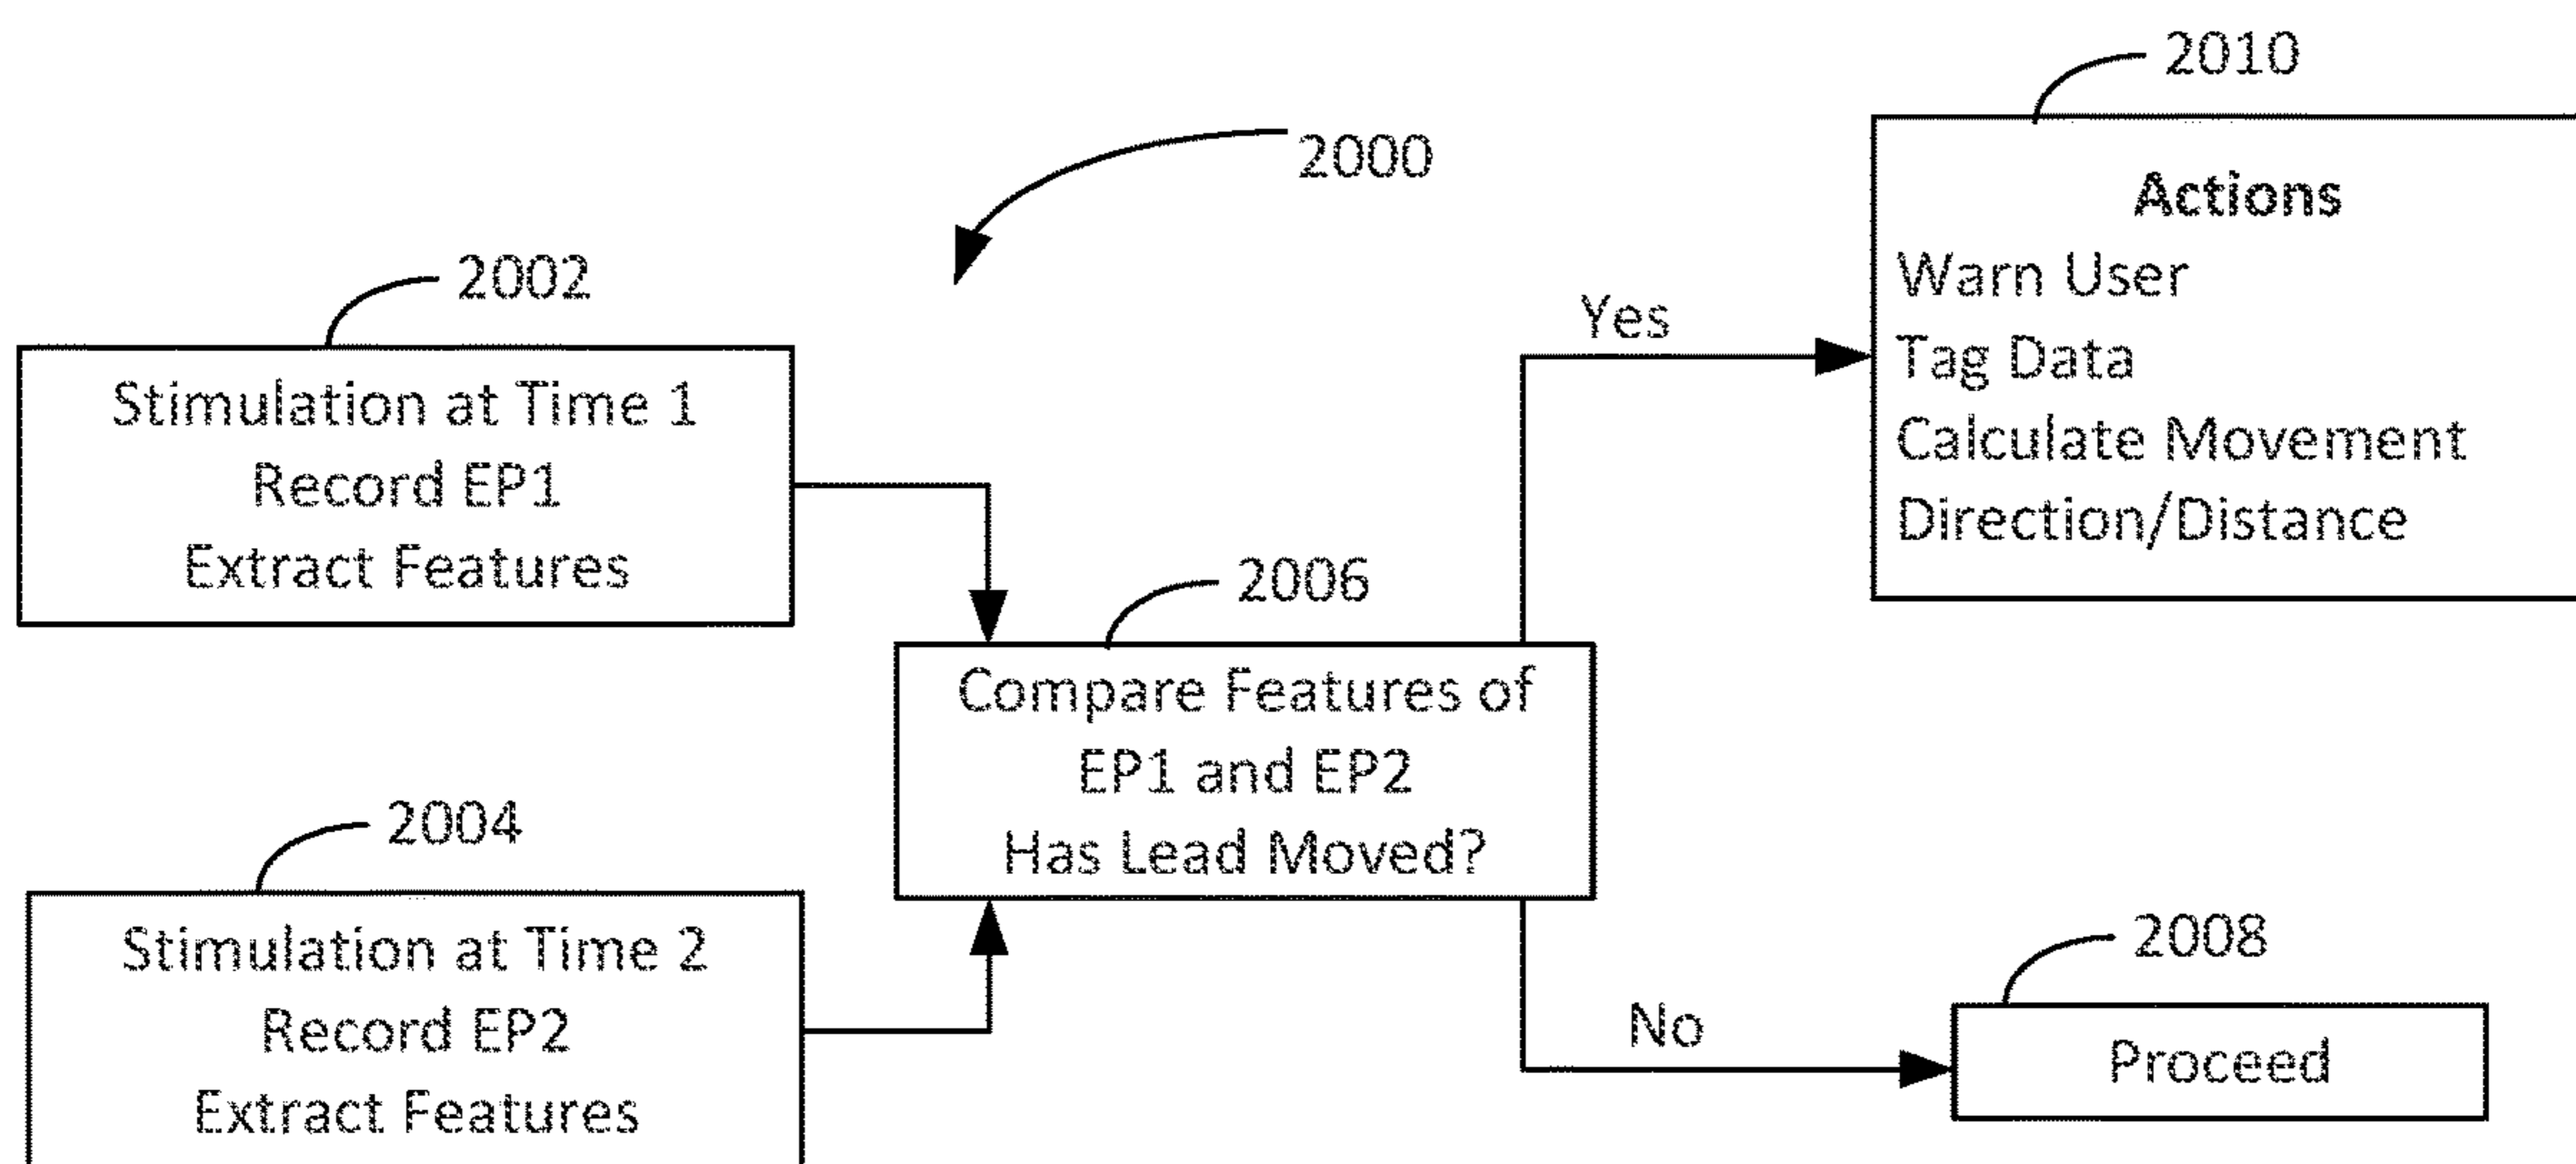 2000
2002
Stimulation at Time 1
Record EP1
Extract Features
2004
Stimulation at Time 2
Record EP2
Extract Features
2006
Compare Features of
EP1 and EP2
Has Lead Moved?
Yes
2010
Actions
Warn User
Tag Data
Calculate Movement
Direction/Distance
No
2008
Proceed